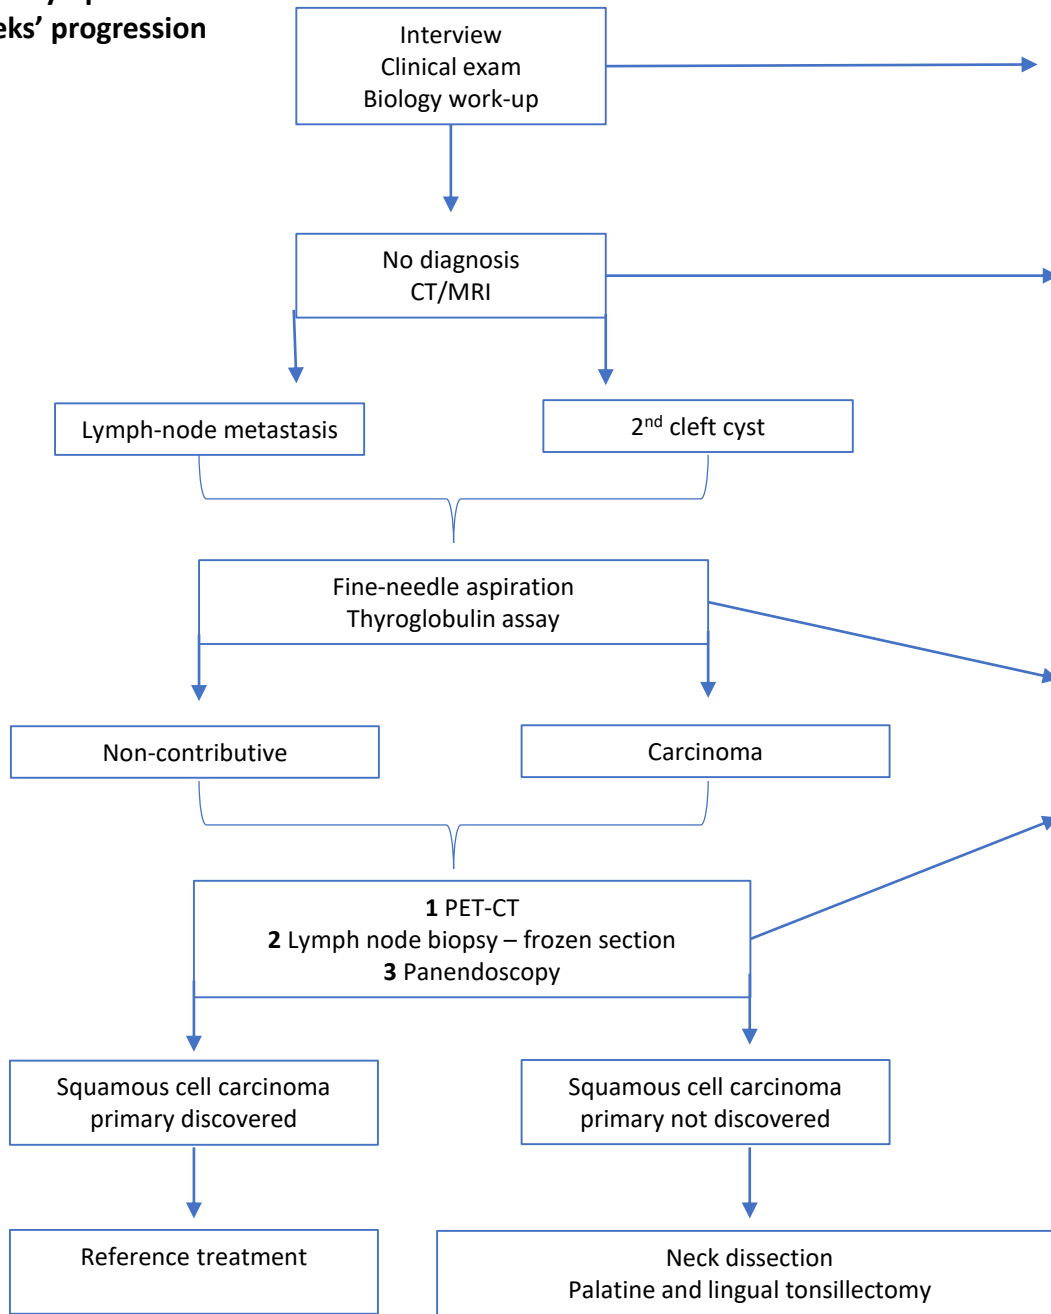 progression
Interview
Clinical exam
Biology work-up
No diagnosis
CT/MRI
Lymph-node metastasis
2nd cleft cyst
Fine-needle aspiration
Thyroglobulin assay
Non-contributive
Carcinoma
1 PET-CT
2 Lymph node biopsy – frozen section
3 Panendoscopy
Squamous cell carcinoma
primary discovered
Squamous cell carcinoma
primary not discovered
Reference treatment
Neck dissection
Palatine and lingual tonsillectomy